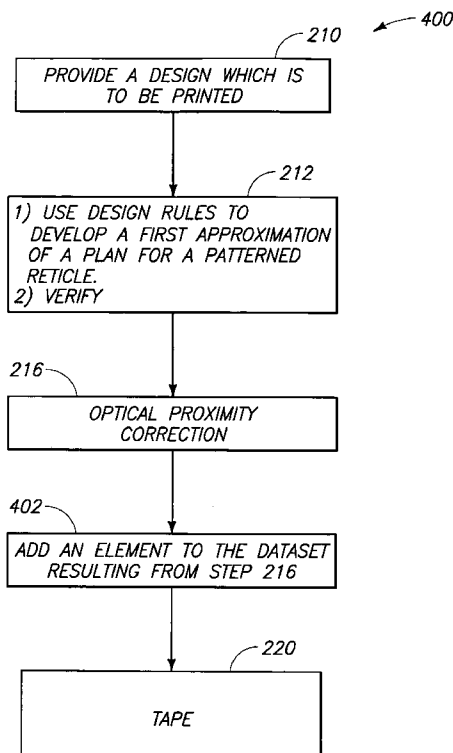 400
210
PROVIDE A DESIGN WHICH IS
TO BE PRINTED
212
1) USE DESIGN RULES TO
DEVELOP A FIRST APPROXIMATION
OF A PLAN FOR A PATTERNED
RETICLE.
2) VERIFY
216
OPTICAL PROXIMITY
CORRECTION
402
ADD AN ELEMENT TO THE DATASET
RESULTING FROM STEP 216
220
TAPE